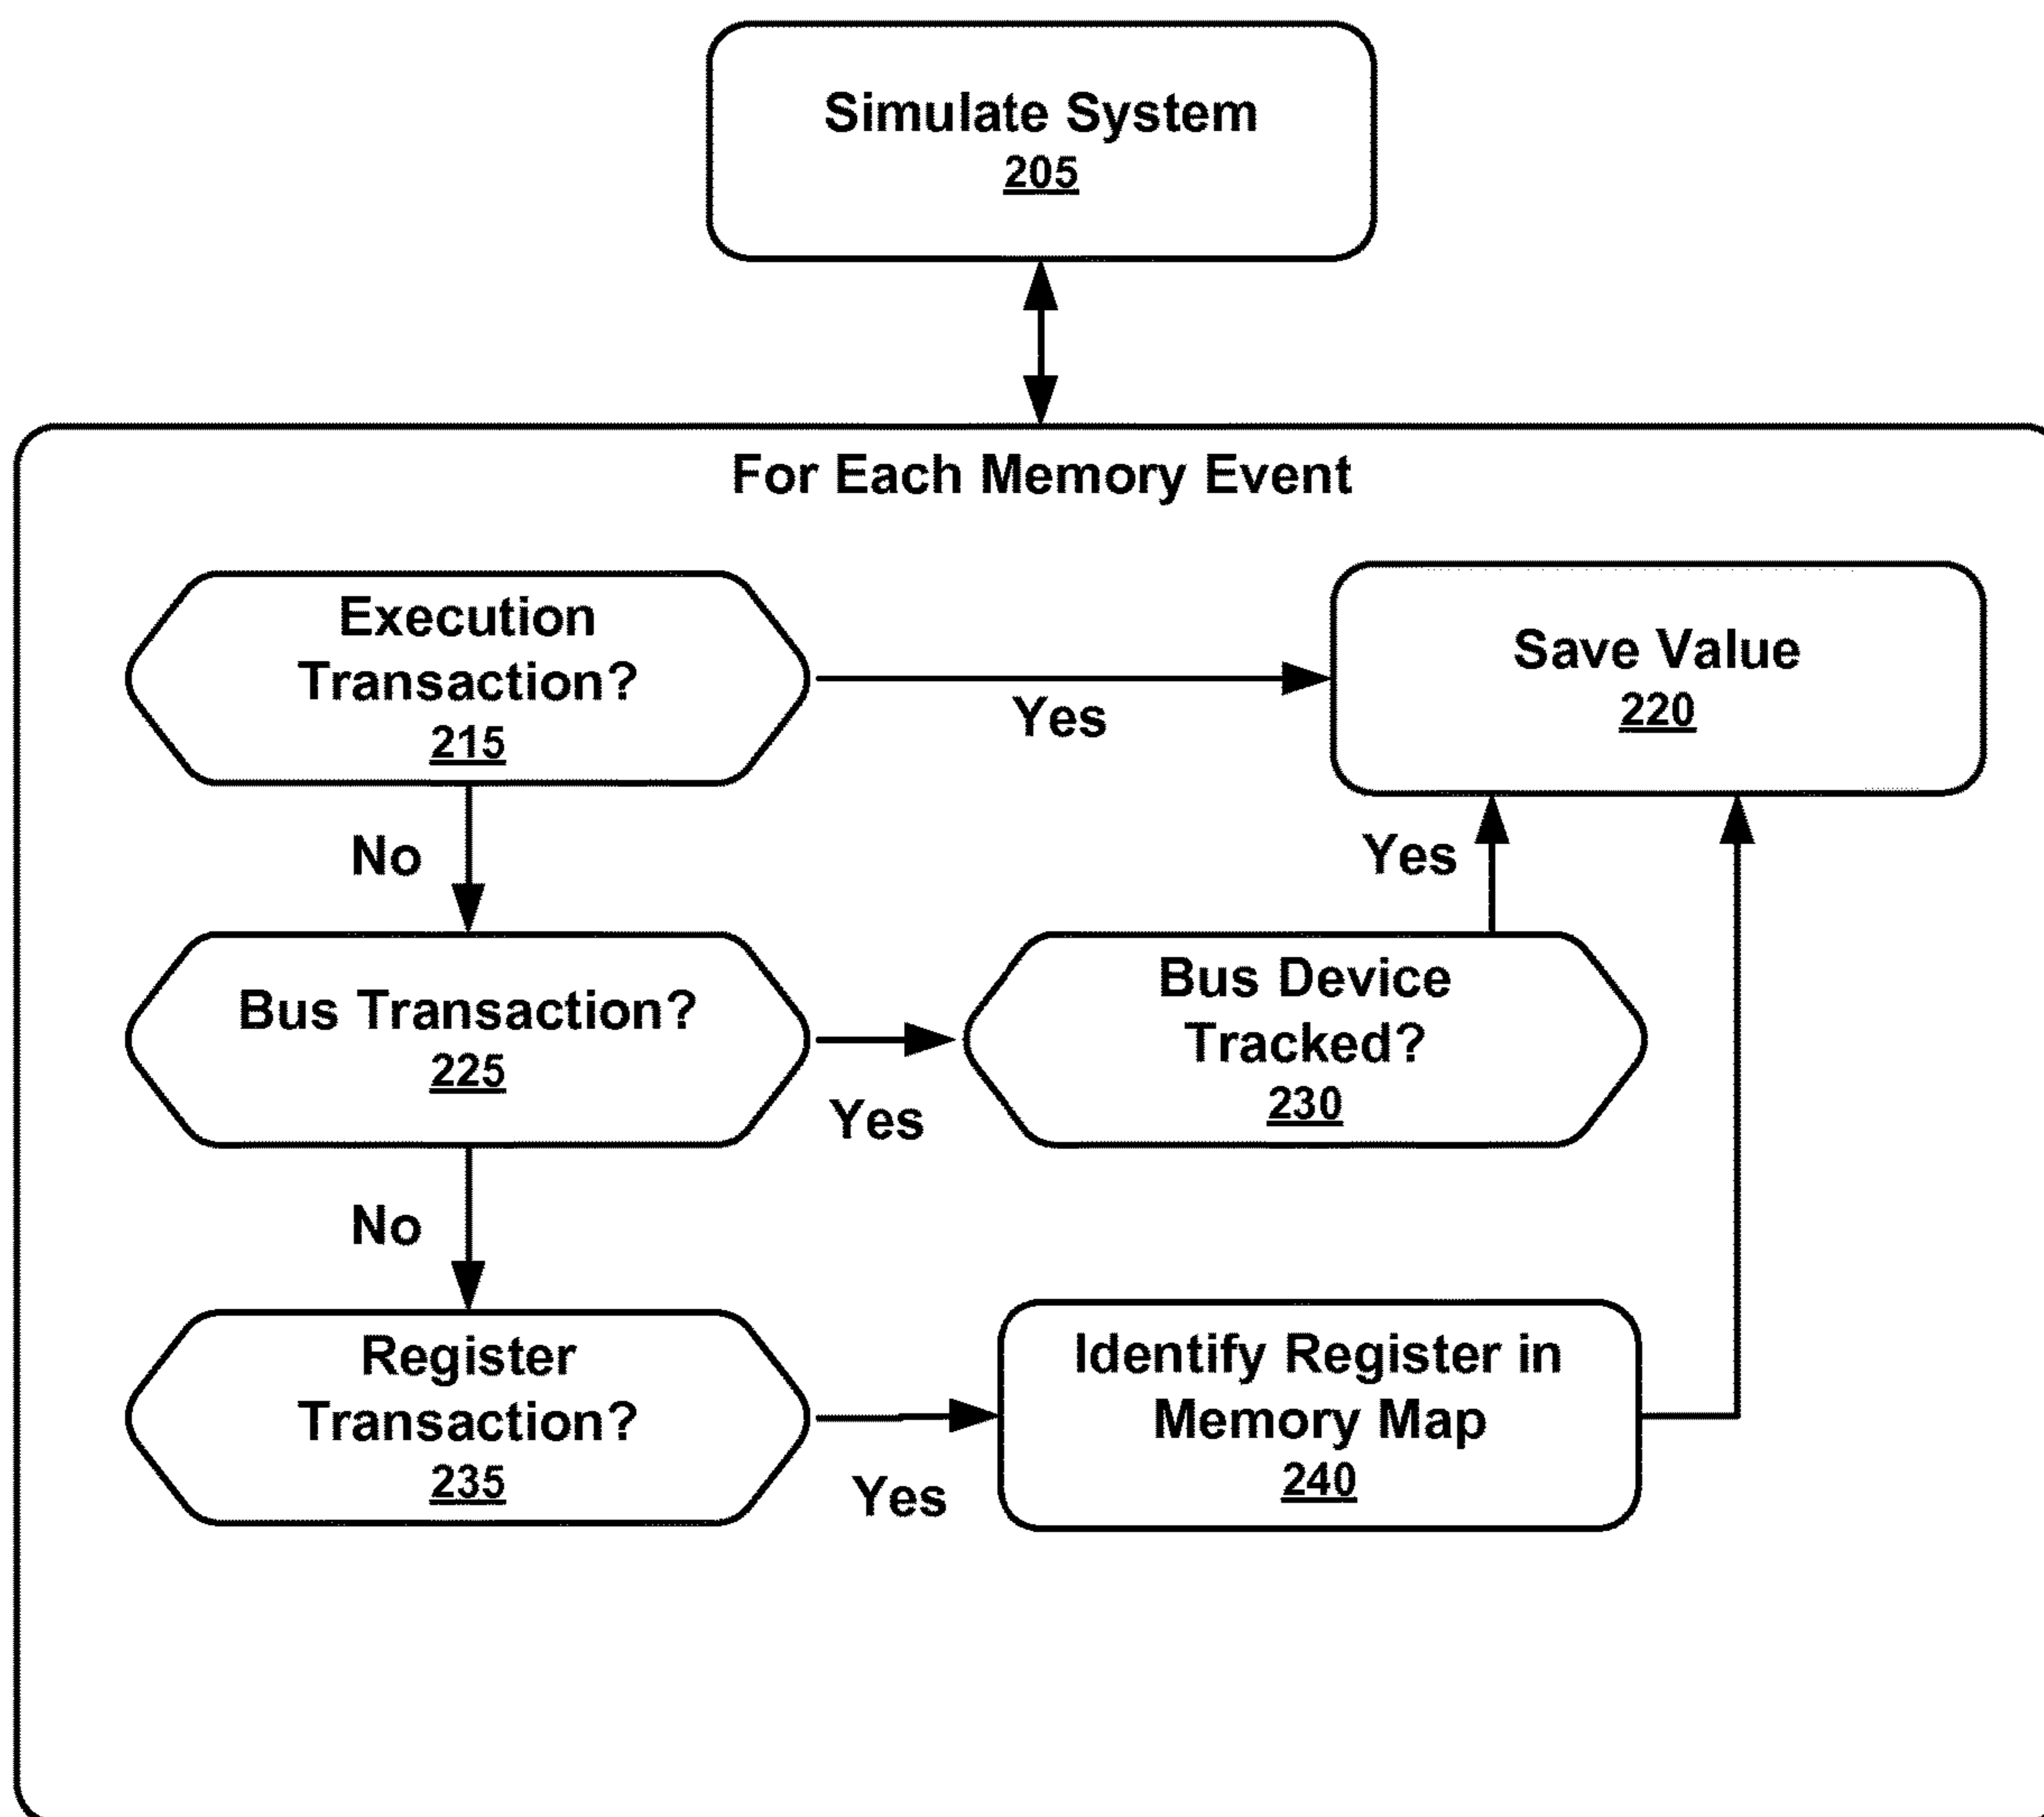 Simulate System
205
For Each Memory Event
Execution
Transaction?
215
Yes
Save Value
220
No
Yes
Bus Transaction?
225
Yes
Bus Device
Tracked?
230
No
Register
Transaction?
235
Yes
Identify Register in
Memory Map
240